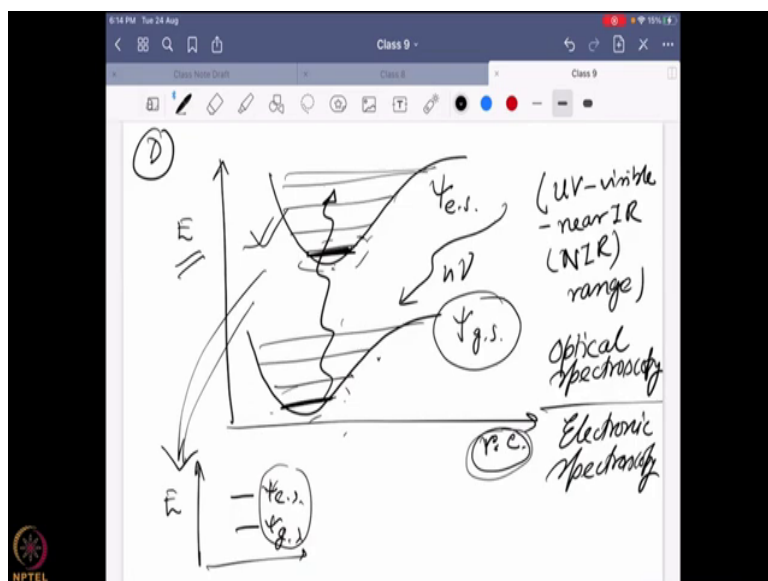 6:14 PM Tue 24 Aug
15%
Class 9
Class Note Draft
Class 8
Class 9
D
E
Ψe.s.
hν
Ψg.s.
r.c.
(UV-visible
- near IR
(NIR)
range)
Optical
spectroscopy
Electronic
spectroscopy
E
Ψe.s.
Ψg.s
NPTEL